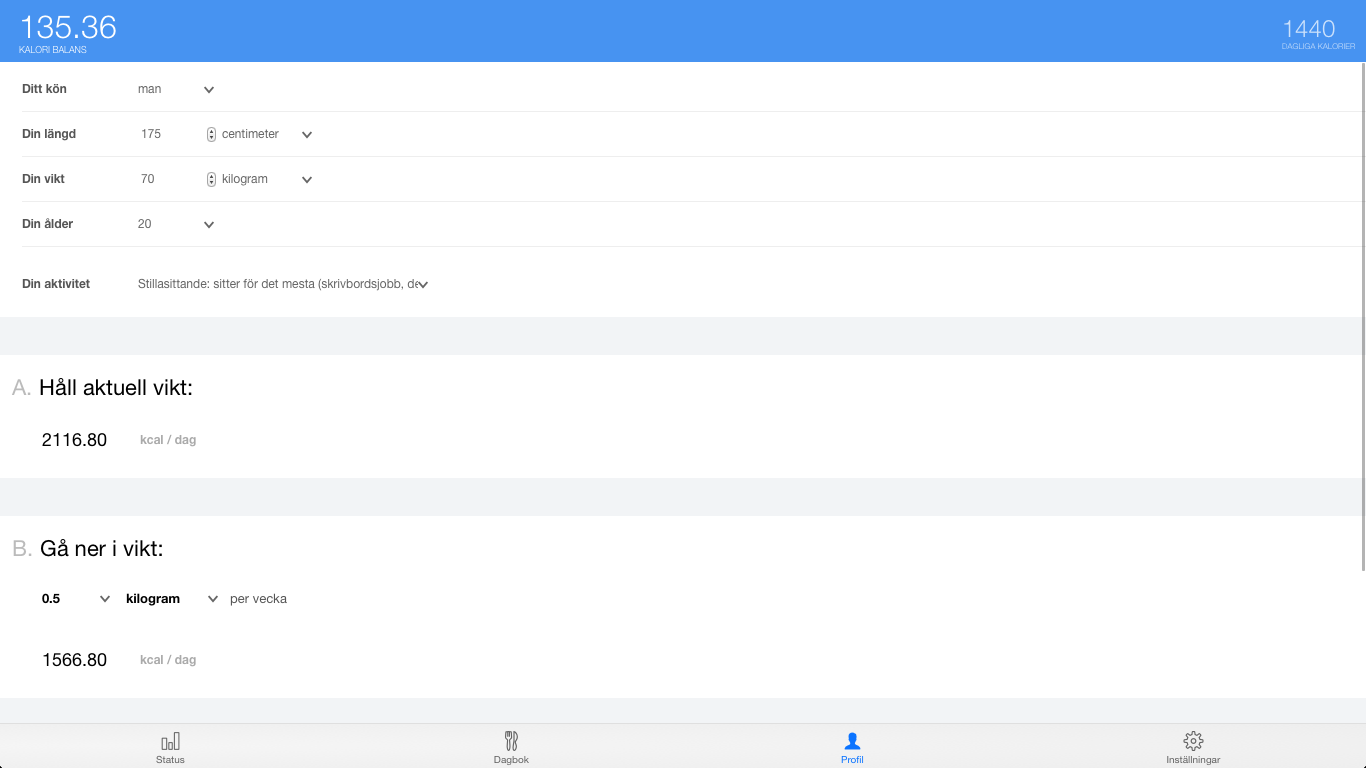 135.36
KALORI BALANS
1440
DAGLIGA KALORIER
Ditt kön man
Din längd 175 centimeter
Din vikt 70 kilogram
Din ålder 20
Din aktivitet Stillasittande: sitter för det mesta (skrivbordsjobb, de
A. Håll aktuell vikt:
2116.80 kcal / dag
B. Gå ner i vikt:
0.5 kilogram per vecka
1566.80 kcal / dag
Status Dagbok Profil Inställningar